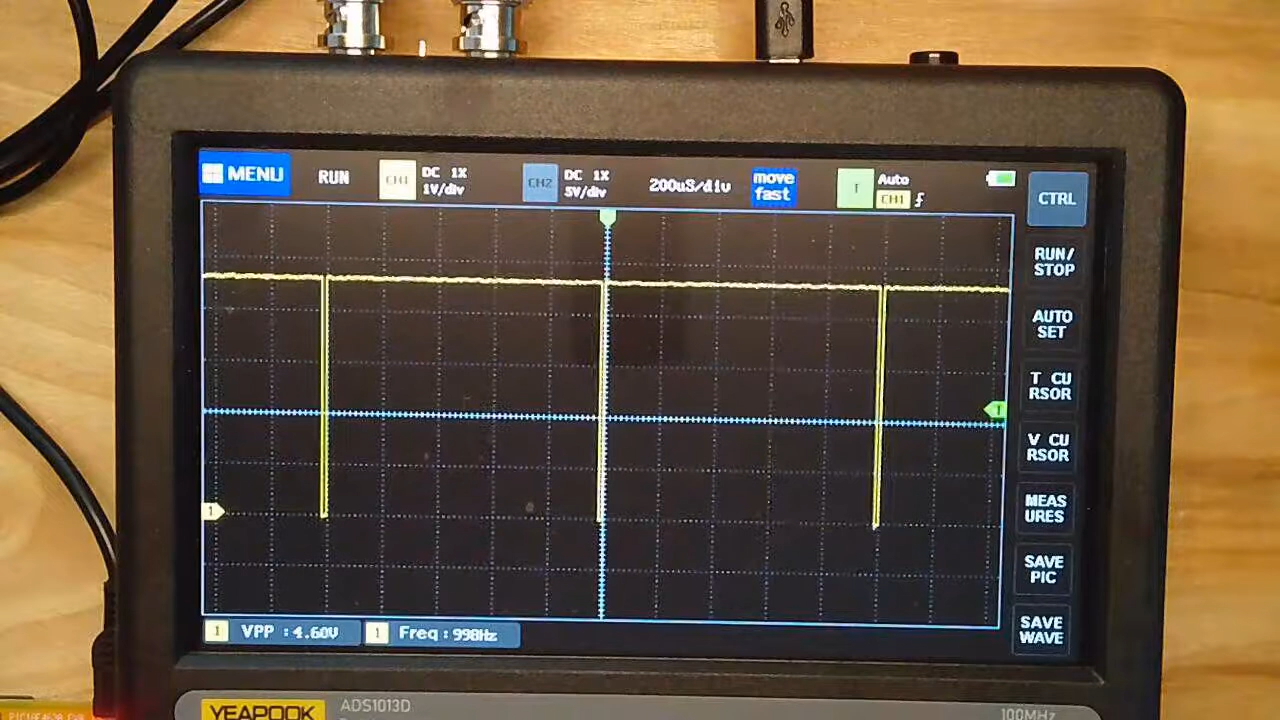 MENU
RUN
CH1
DC 1X
1V/div
CH2
DC 1X
5V/div
200uS/div
move
fast
T
Auto
CH1
CTRL
RUN/
STOP
AUTO
SET
T CU
RSOR
V CU
RSOR
MEAS
URES
SAVE
PIC
SAVE
WAVE
T
1
1 VPP :4.60V
1 Freq:998Hz
YEAPOOK
ADS1013D
100MHz